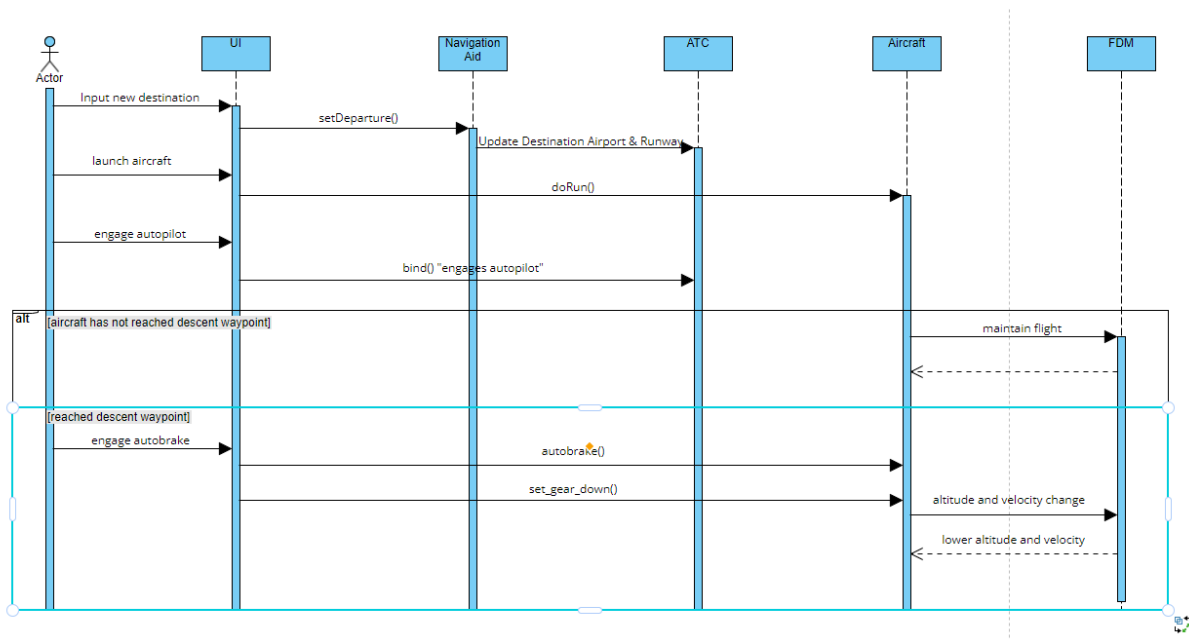 UI
Navigation
Aid
ATC
Aircraft
FDM
Actor
Input new destination
setDeparture()
Update Destination Airport & Runway
launch aircraft
doRun()
engage autopilot
bind() "engages autopilot"
alt
[aircraft has not reached descent waypoint]
maintain flight
[reached descent waypoint]
engage autobrake
autobrake()
set_gear_down()
altitude and velocity change
lower altitude and velocity